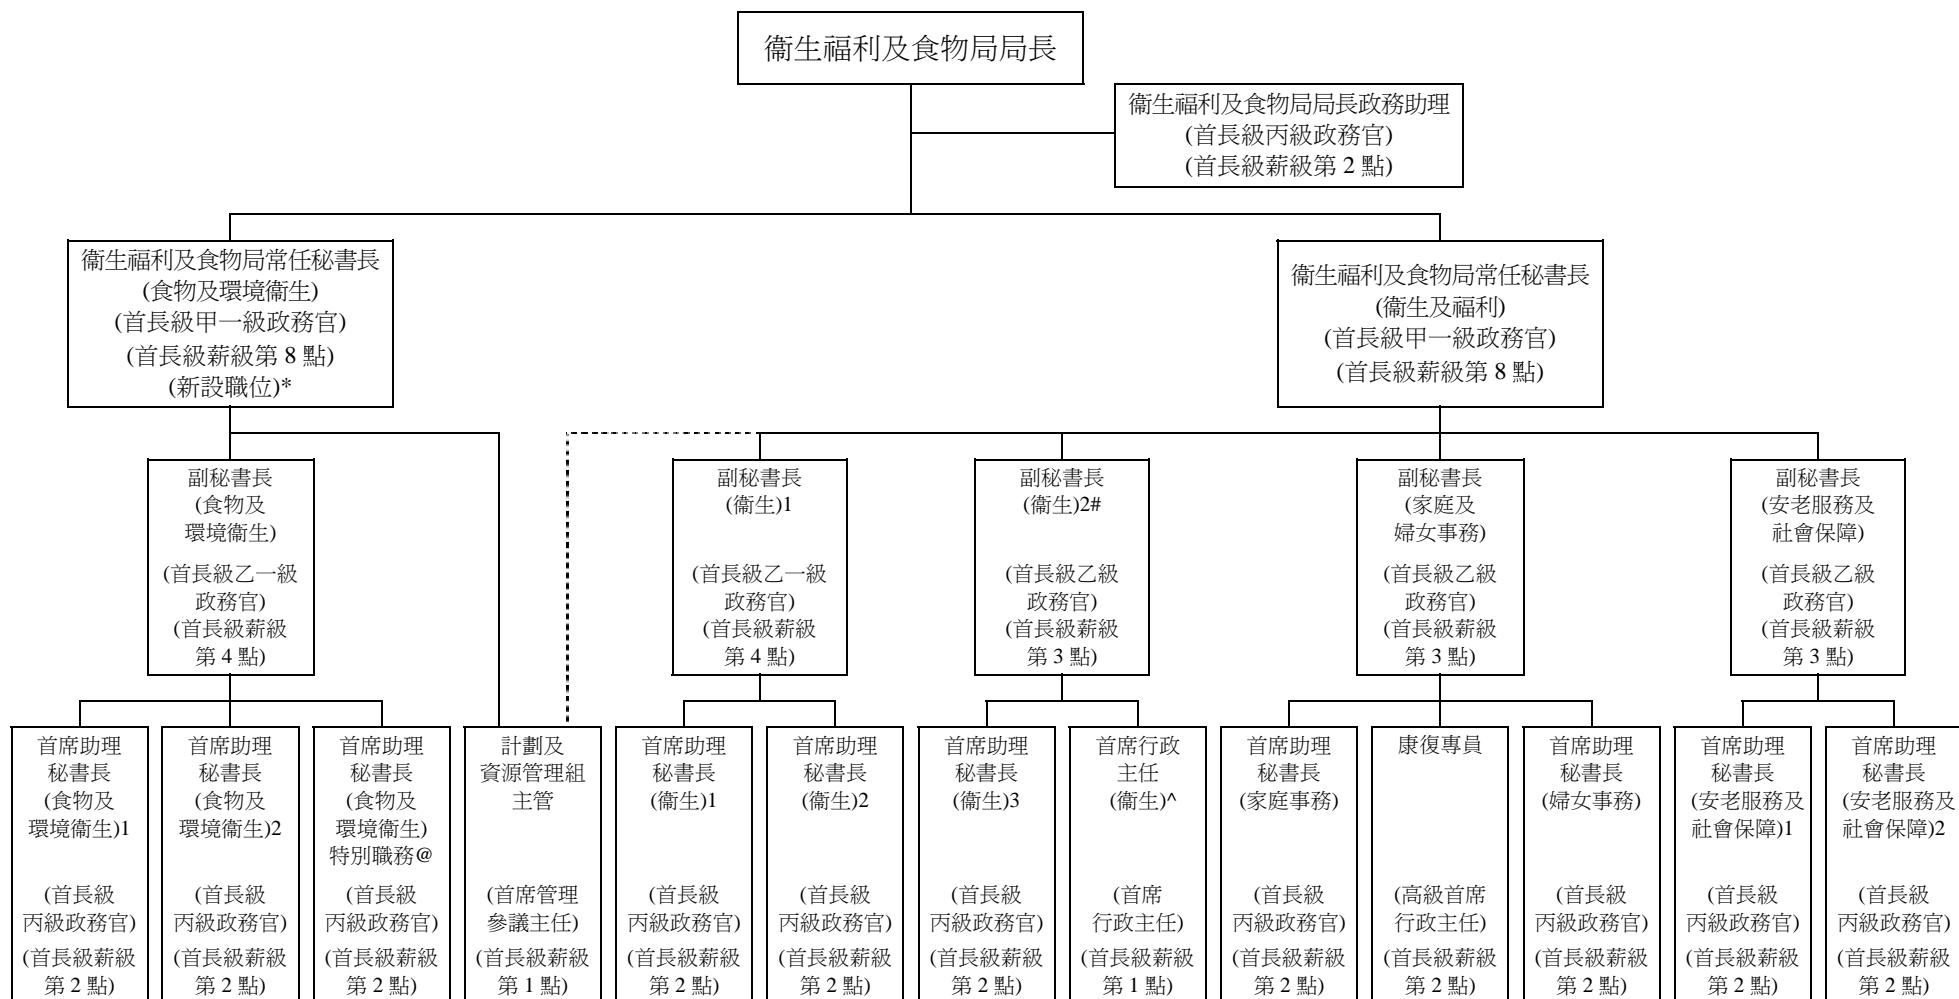 衞生福利及食物局局長
衞生福利及食物局局長政務助理
(首長級丙級政務官)
(首長級薪級第 2 點)
衞生福利及食物局常任秘書長
(食物及環境衞生)
(首長級甲一級政務官)
(首長級薪級第 8 點)
(新設職位)*
衞生福利及食物局常任秘書長
(衞生及福利)
(首長級甲一級政務官)
(首長級薪級第 8 點)
副秘書長
(食物及
環境衞生)
(首長級乙一級
政務官)
(首長級薪級
第 4 點)
副秘書長
(衞生)1
(首長級乙一級
政務官)
(首長級薪級
第 4 點)
副秘書長
(衞生)2#
(首長級乙級
政務官)
(首長級薪級
第 3 點)
副秘書長
(家庭及
婦女事務)
(首長級乙級
政務官)
(首長級薪級
第 3 點)
副秘書長
(安老服務及
社會保障)
(首長級乙級
政務官)
(首長級薪級
第 3 點)
首席助理
秘書長
(食物及
環境衞生)1
(首長級
丙級政務官)
(首長級薪級
第 2 點)
首席助理
秘書長
(食物及
環境衞生)2
(首長級
丙級政務官)
(首長級薪級
第 2 點)
首席助理
秘書長
(食物及
環境衞生)
特別職務@
(首長級
丙級政務官)
(首長級薪級
第 2 點)
計劃及
資源管理組
主管
(首席管理
參議主任)
(首長級薪級
第 1 點)
首席助理
秘書長
(衞生)1
(首長級
丙級政務官)
(首長級薪級
第 2 點)
首席助理
秘書長
(衞生)2
(首長級
丙級政務官)
(首長級薪級
第 2 點)
首席助理
秘書長
(衞生)3
(首長級
丙級政務官)
(首長級薪級
第 2 點)
首席行政
主任
(衞生)^
(首席
行政主任)
(首長級薪級
第 1 點)
首席助理
秘書長
(家庭事務)
(首長級
丙級政務官)
(首長級薪級
第 2 點)
康復專員
(高級首席
行政主任)
(首長級薪級
第 2 點)
首席助理
秘書長
(婦女事務)
(首長級
丙級政務官)
(首長級薪級
第 2 點)
首席助理
秘書長
(安老服務及
社會保障)1
(首長級
丙級政務官)
(首長級薪級
第 2 點)
首席助理
秘書長
(安老服務及
社會保障)2
(首長級
丙級政務官)
(首長級薪級
第 2 點)